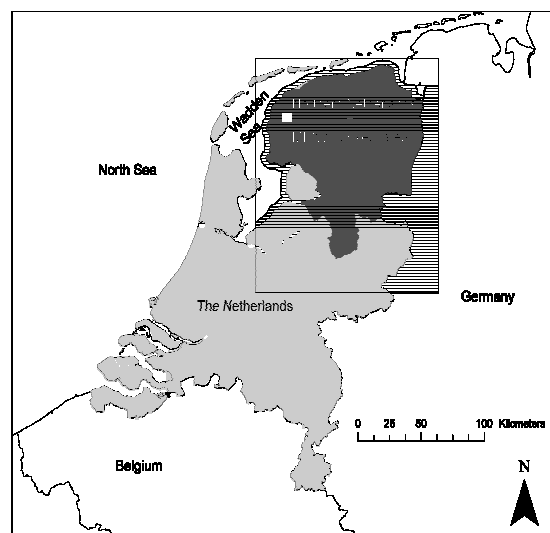 Wadden
Sea
North Sea
The Netherlands
Germany
0 25 50 100 Kilometers
Belgium
N